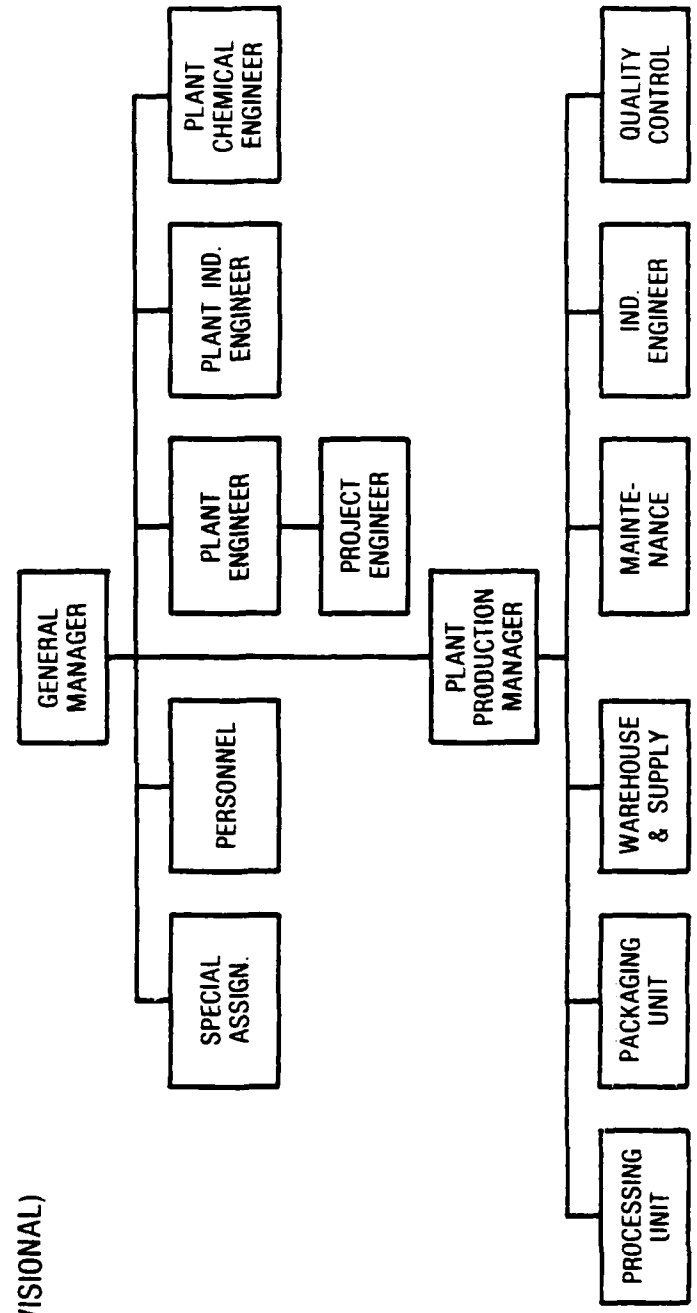 VISIONAL)
GENERAL
MANAGER
SPECIAL
ASSIGN.
PERSONNEL
PLANT
ENGINEER
PLANT IND.
ENGINEER
PLANT
CHEMICAL
ENGINEER
PROJECT
ENGINEER
PLANT
PRODUCTION
MANAGER
PROCESSING
UNIT
PACKAGING
UNIT
WAREHOUSE
& SUPPLY
MAINTE-
NANCE
IND.
ENGINEER
QUALITY
CONTROL